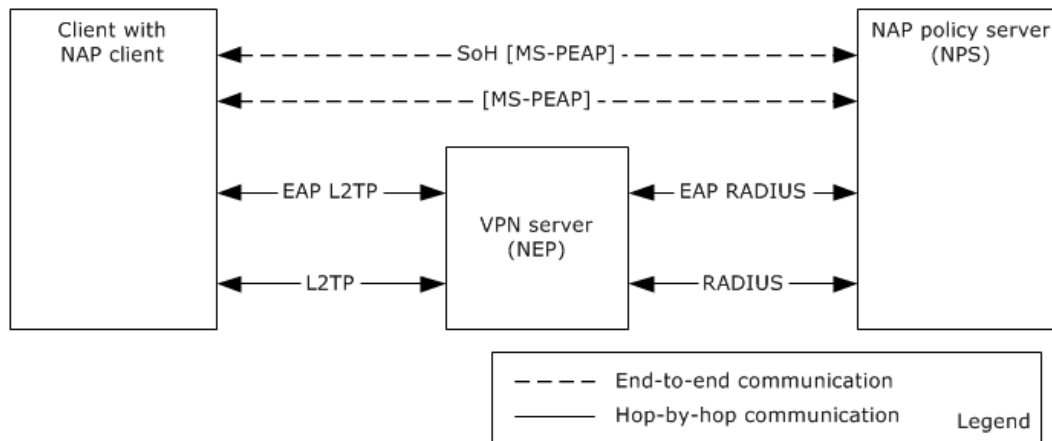 Client with
NAP client
NAP policy server
(NPS)
SoH [MS-PEAP]
[MS-PEAP]
EAP L2TP
EAP RADIUS
VPN server
(NEP)
L2TP
RADIUS
End-to-end communication
Hop-by-hop communication
Legend